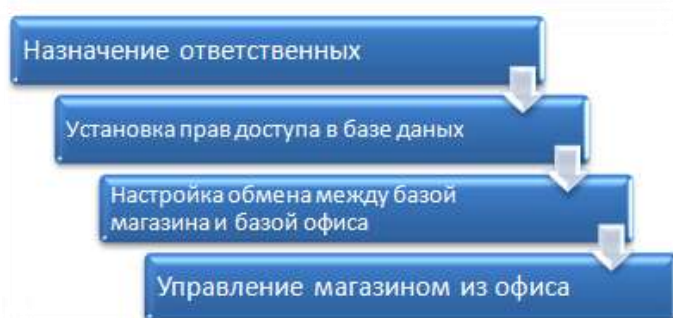 Назначение ответственных
Установка прав доступа в базе даных
Настройка обмена между базой
магазина и базой офиса
Управление магазином из офиса